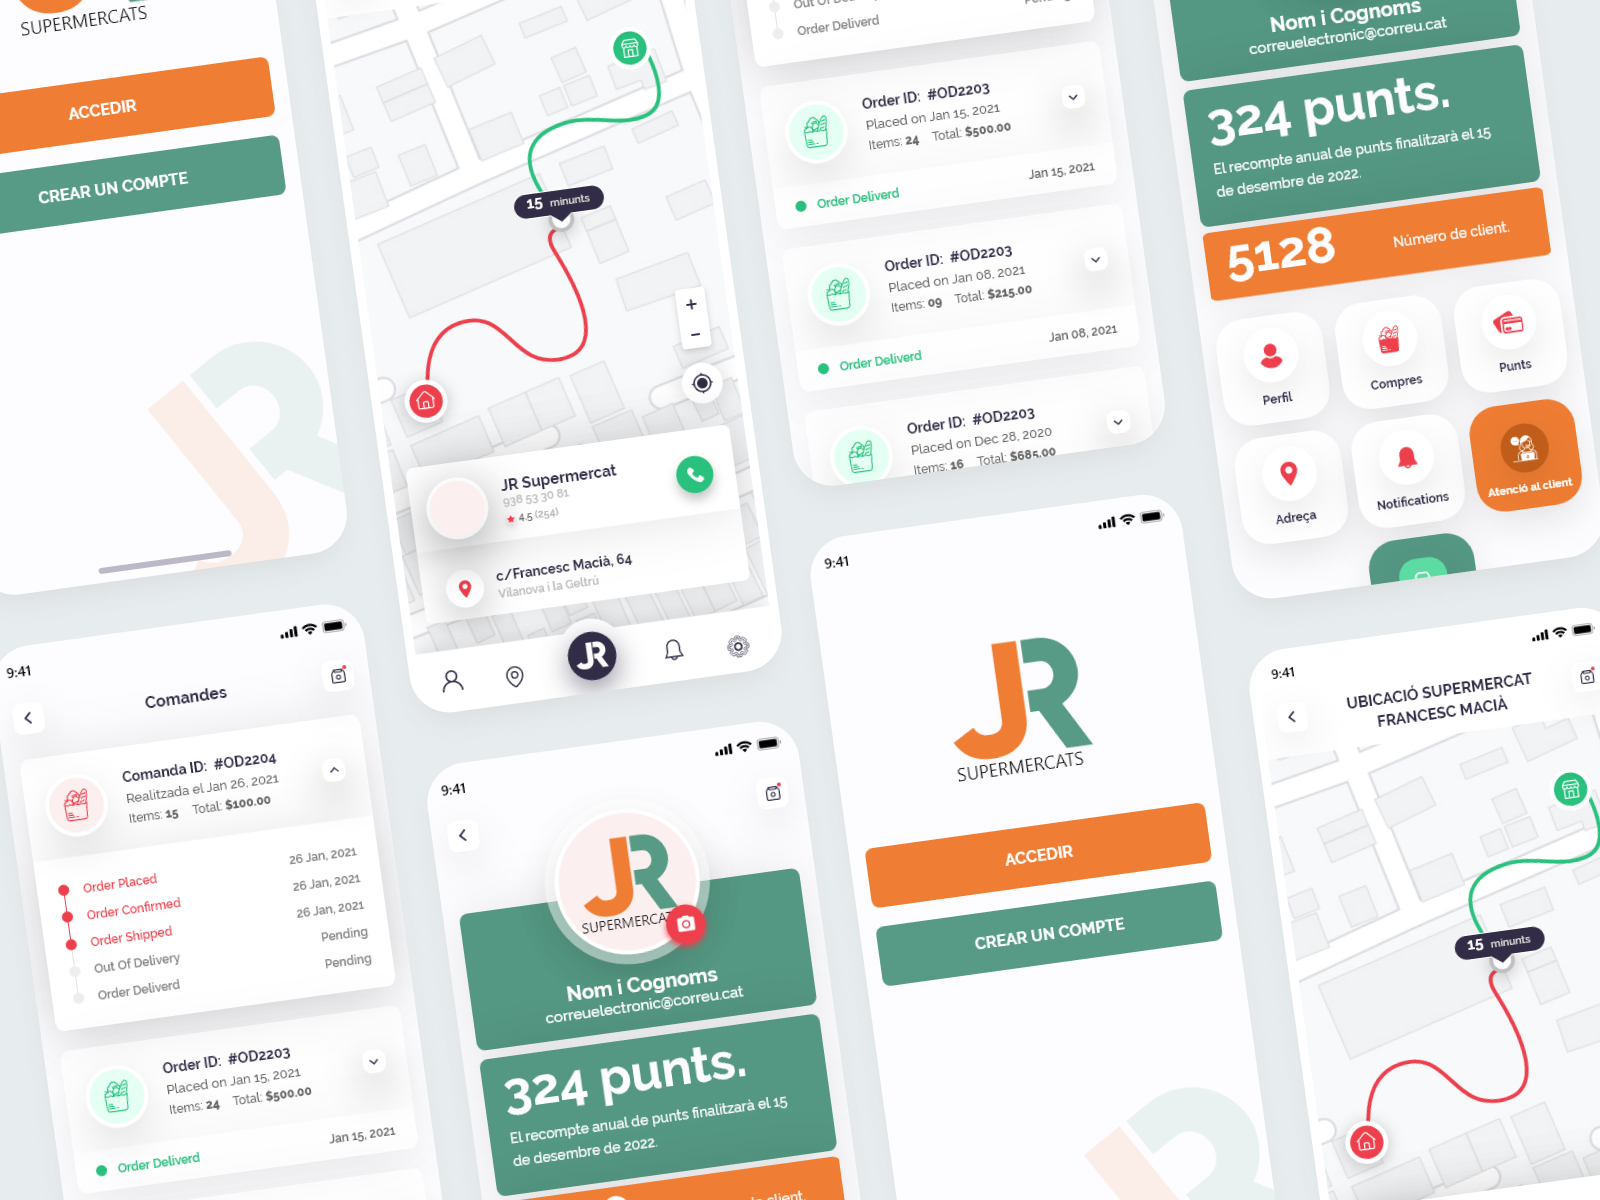 SUPERMERCATS
ACCEDIR
CREAR UN COMPTE
15 minunts
+
−
JR Supermercat
938 53 30 81
4.5 (254)
c/Francesc Macià, 64
Vilanova i la Geltrú
JR
Order Deliverd
Order ID: #OD2203
Placed on Jan 15, 2021
Items: 24 Total: $500.00
Order Deliverd
Jan 15, 2021
Order ID: #OD2203
Placed on Jan 08, 2021
Items: 09 Total: $215.00
Order Deliverd
Jan 08, 2021
Order ID: #OD2203
Placed on Dec 28, 2020
Items: 16 Total: $685.00
Nom i Cognoms
correuelectronic@correu.cat
324 punts.
El recompte anual de punts finalitzarà el 15
de desembre de 2022.
5128
Número de client.
Perfil
Compres
Punts
Adreça
Notifications
Atenció al client
9:41
Comandes
Comanda ID: #OD2204
Realitzada el Jan 26, 2021
Items: 15 Total: $100.00
Order Placed
26 Jan, 2021
Order Confirmed
26 Jan, 2021
Order Shipped
26 Jan, 2021
Out Of Delivery
Pending
Order Deliverd
Pending
Order ID: #OD2203
Placed on Jan 15, 2021
Items: 24 Total: $500.00
Order Deliverd
Jan 15, 2021
9:41
JR
SUPERMERCAT
Nom i Cognoms
correuelectronic@correu.cat
324 punts.
El recompte anual de punts finalitzarà el 15
de desembre de 2022.
de client.
9:41
JR
SUPERMERCATS
ACCEDIR
CREAR UN COMPTE
9:41
UBICACIÓ SUPERMERCAT
FRANCESC MACIÀ
15 minunts